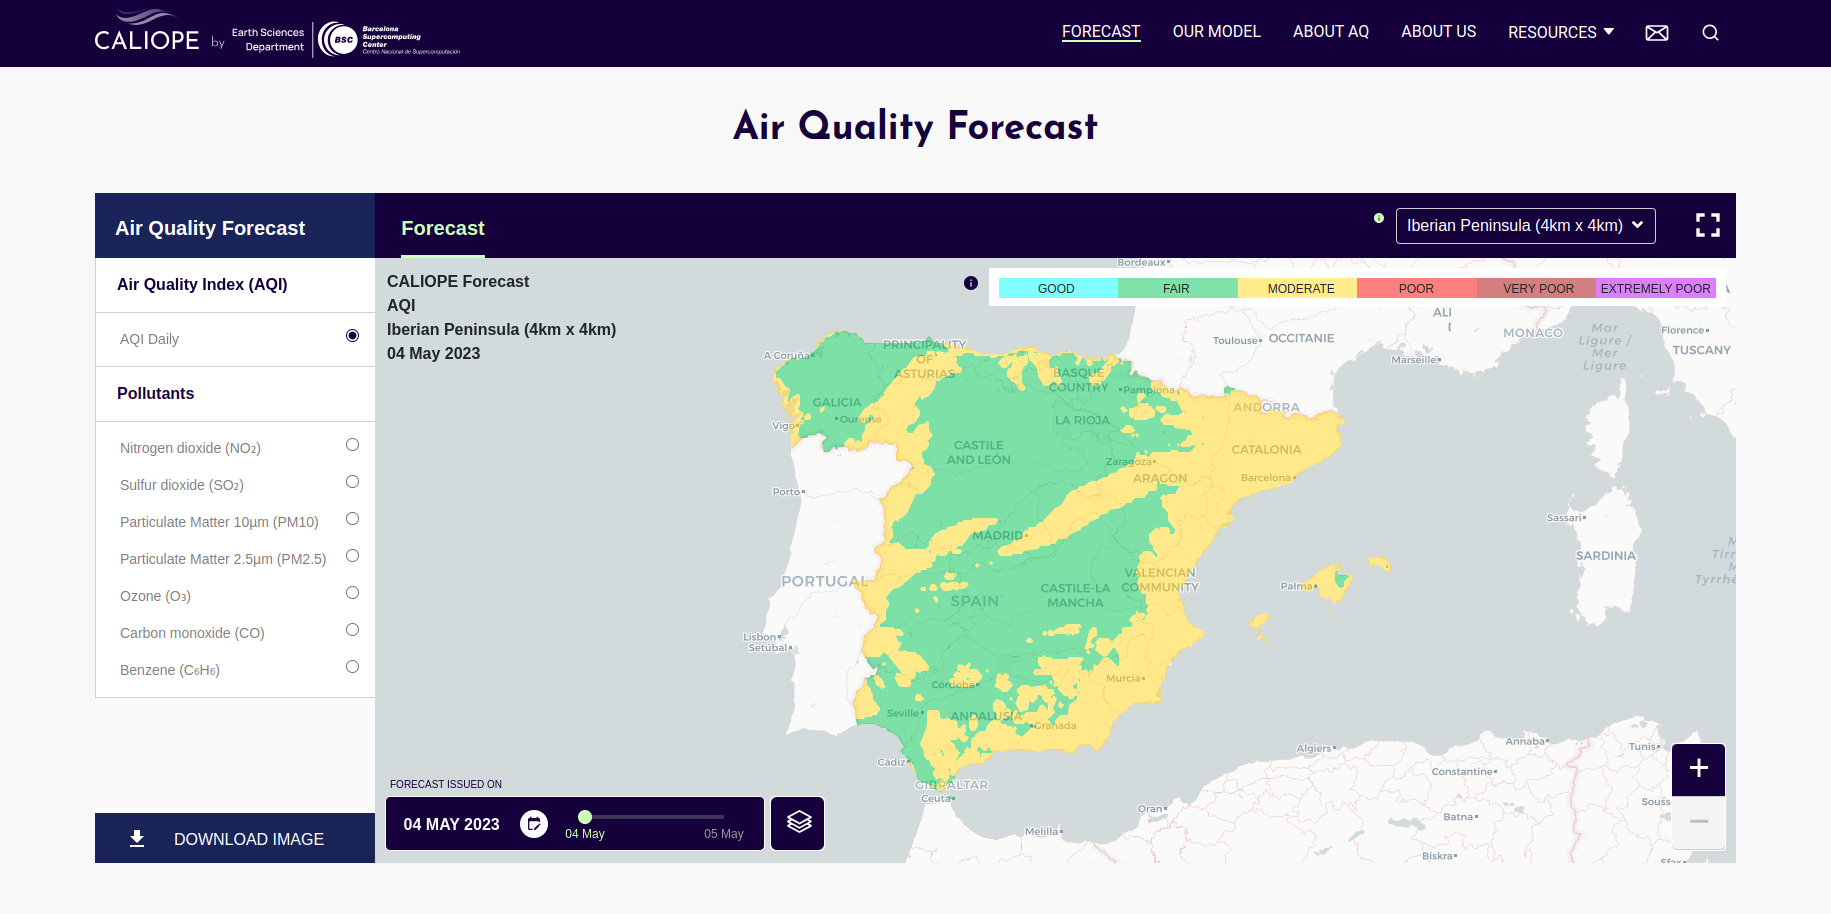 CALIOPE by Earth Sciences Department
BSC Barcelona Supercomputing Center
Centro Nacional de Supercomputación
FORECAST OUR MODEL ABOUT AQ ABOUT US RESOURCES
Air Quality Forecast
Air Quality Forecast
Forecast
Iberian Peninsula (4km x 4km)
Air Quality Index (AQI)
AQI Daily
Pollutants
Nitrogen dioxide (NO₂)
Sulfur dioxide (SO₂)
Particulate Matter 10µm (PM10)
Particulate Matter 2.5µm (PM2.5)
Ozone (O₃)
Carbon monoxide (CO)
Benzene (C₆H₆)
DOWNLOAD IMAGE
CALIOPE Forecast
AQI
Iberian Peninsula (4km x 4km)
04 May 2023
GOOD FAIR MODERATE POOR VERY POOR EXTREMELY POOR
Bordeaux
Toulouse
OCCITANIE
Marseille
MONACO
Mar
Ligure /
Mer
Ligure
Florence
TUSCANY
A Coruña
PRINCIPALITY
OF
ASTURIAS
BASQUE
COUNTRY
Pamplona
GALICIA
Ourense
Vigo
LA RIOJA
ANDORRA
CASTILE
AND LEÓN
CATALONIA
Zaragoza
ARAGON
Barcelona
Porto
MADRID
Sassari
SARDINIA
PORTUGAL
SPAIN
CASTILE-LA
MANCHA
VALENCIAN
COMMUNITY
Palma
Lisbon
Setúbal
Córdoba
Murcia
Seville
ANDALUSIA
Granada
Cádiz
GIBRALTAR
Ceuta
Algiers
Annaba
Tunis
Constantine
Oran
Batna
Melilla
Biskra
FORECAST ISSUED ON
04 MAY 2023
04 May
05 May
+
−